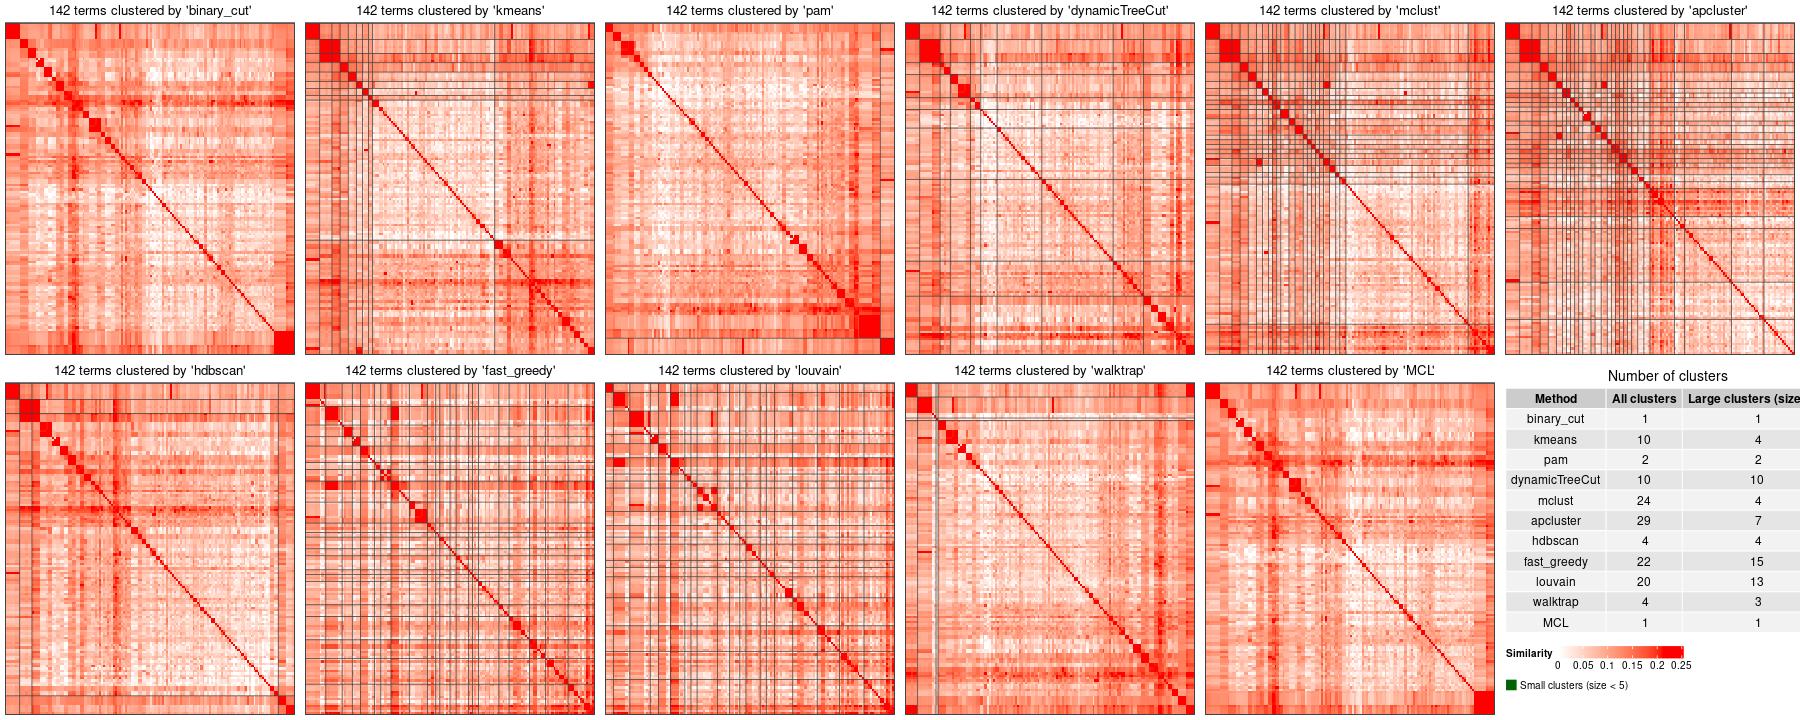 142 terms clustered by 'binary_cut'
142 terms clustered by 'kmeans'
142 terms clustered by 'pam'
142 terms clustered by 'dynamicTreeCut'
142 terms clustered by 'mclust'
142 terms clustered by 'apcluster'
142 terms clustered by 'hdbscan'
142 terms clustered by 'fast_greedy'
142 terms clustered by 'louvain'
142 terms clustered by 'walktrap'
142 terms clustered by 'MCL'
Number of clusters
Method All clusters Large clusters (size
binary_cut 1 1
kmeans 10 4
pam 2 2
dynamicTreeCut 10 10
mclust 24 4
apcluster 29 7
hdbscan 4 4
fast_greedy 22 15
louvain 20 13
walktrap 4 3
MCL 1 1
Similarity
0 0.05 0.1 0.15 0.2 0.25
Small clusters (size < 5)